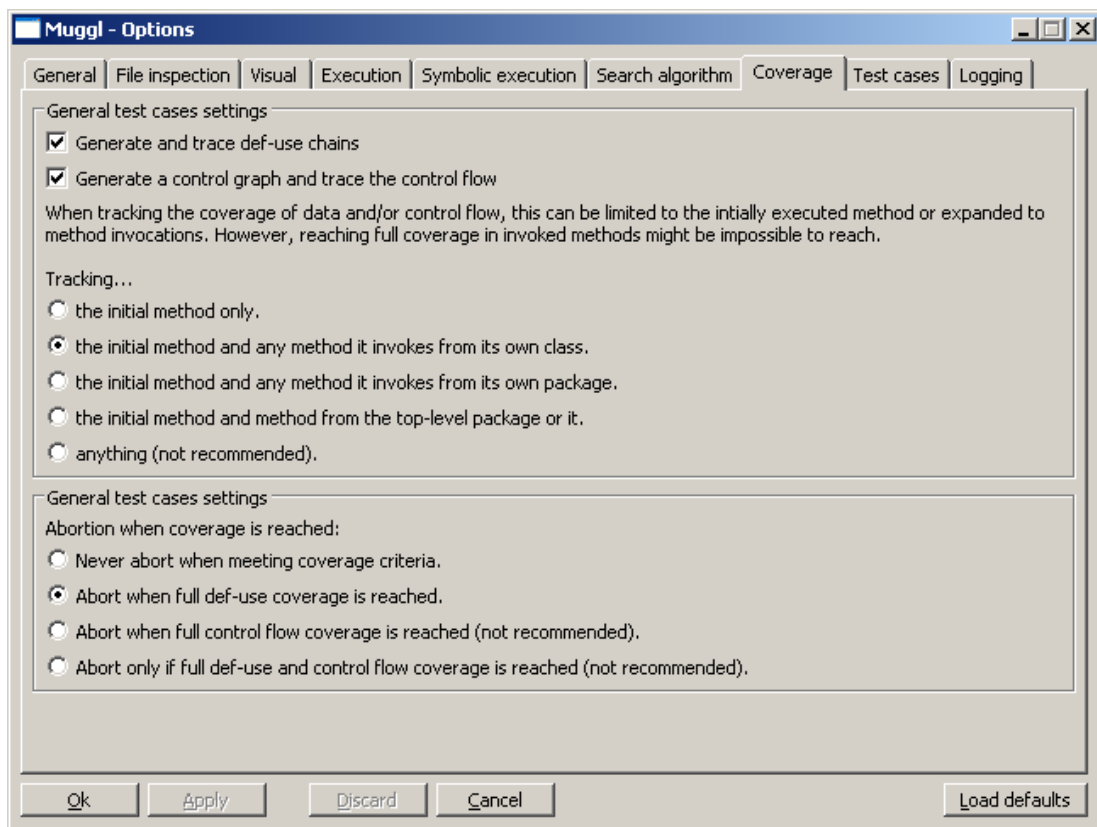 Muggl - Options
General File inspection Visual Execution Symbolic execution Search algorithm Coverage Test cases Logging
General test cases settings
Generate and trace def-use chains
Generate a control graph and trace the control flow
When tracking the coverage of data and/or control flow, this can be limited to the intially executed method or expanded to
method invocations. However, reaching full coverage in invoked methods might be impossible to reach.
Tracking...
the initial method only.
the initial method and any method it invokes from its own class.
the initial method and any method it invokes from its own package.
the initial method and method from the top-level package or it.
anything (not recommended).
General test cases settings
Abortion when coverage is reached:
Never abort when meeting coverage criteria.
Abort when full def-use coverage is reached.
Abort when full control flow coverage is reached (not recommended).
Abort only if full def-use and control flow coverage is reached (not recommended).
Ok Apply Discard Cancel Load defaults